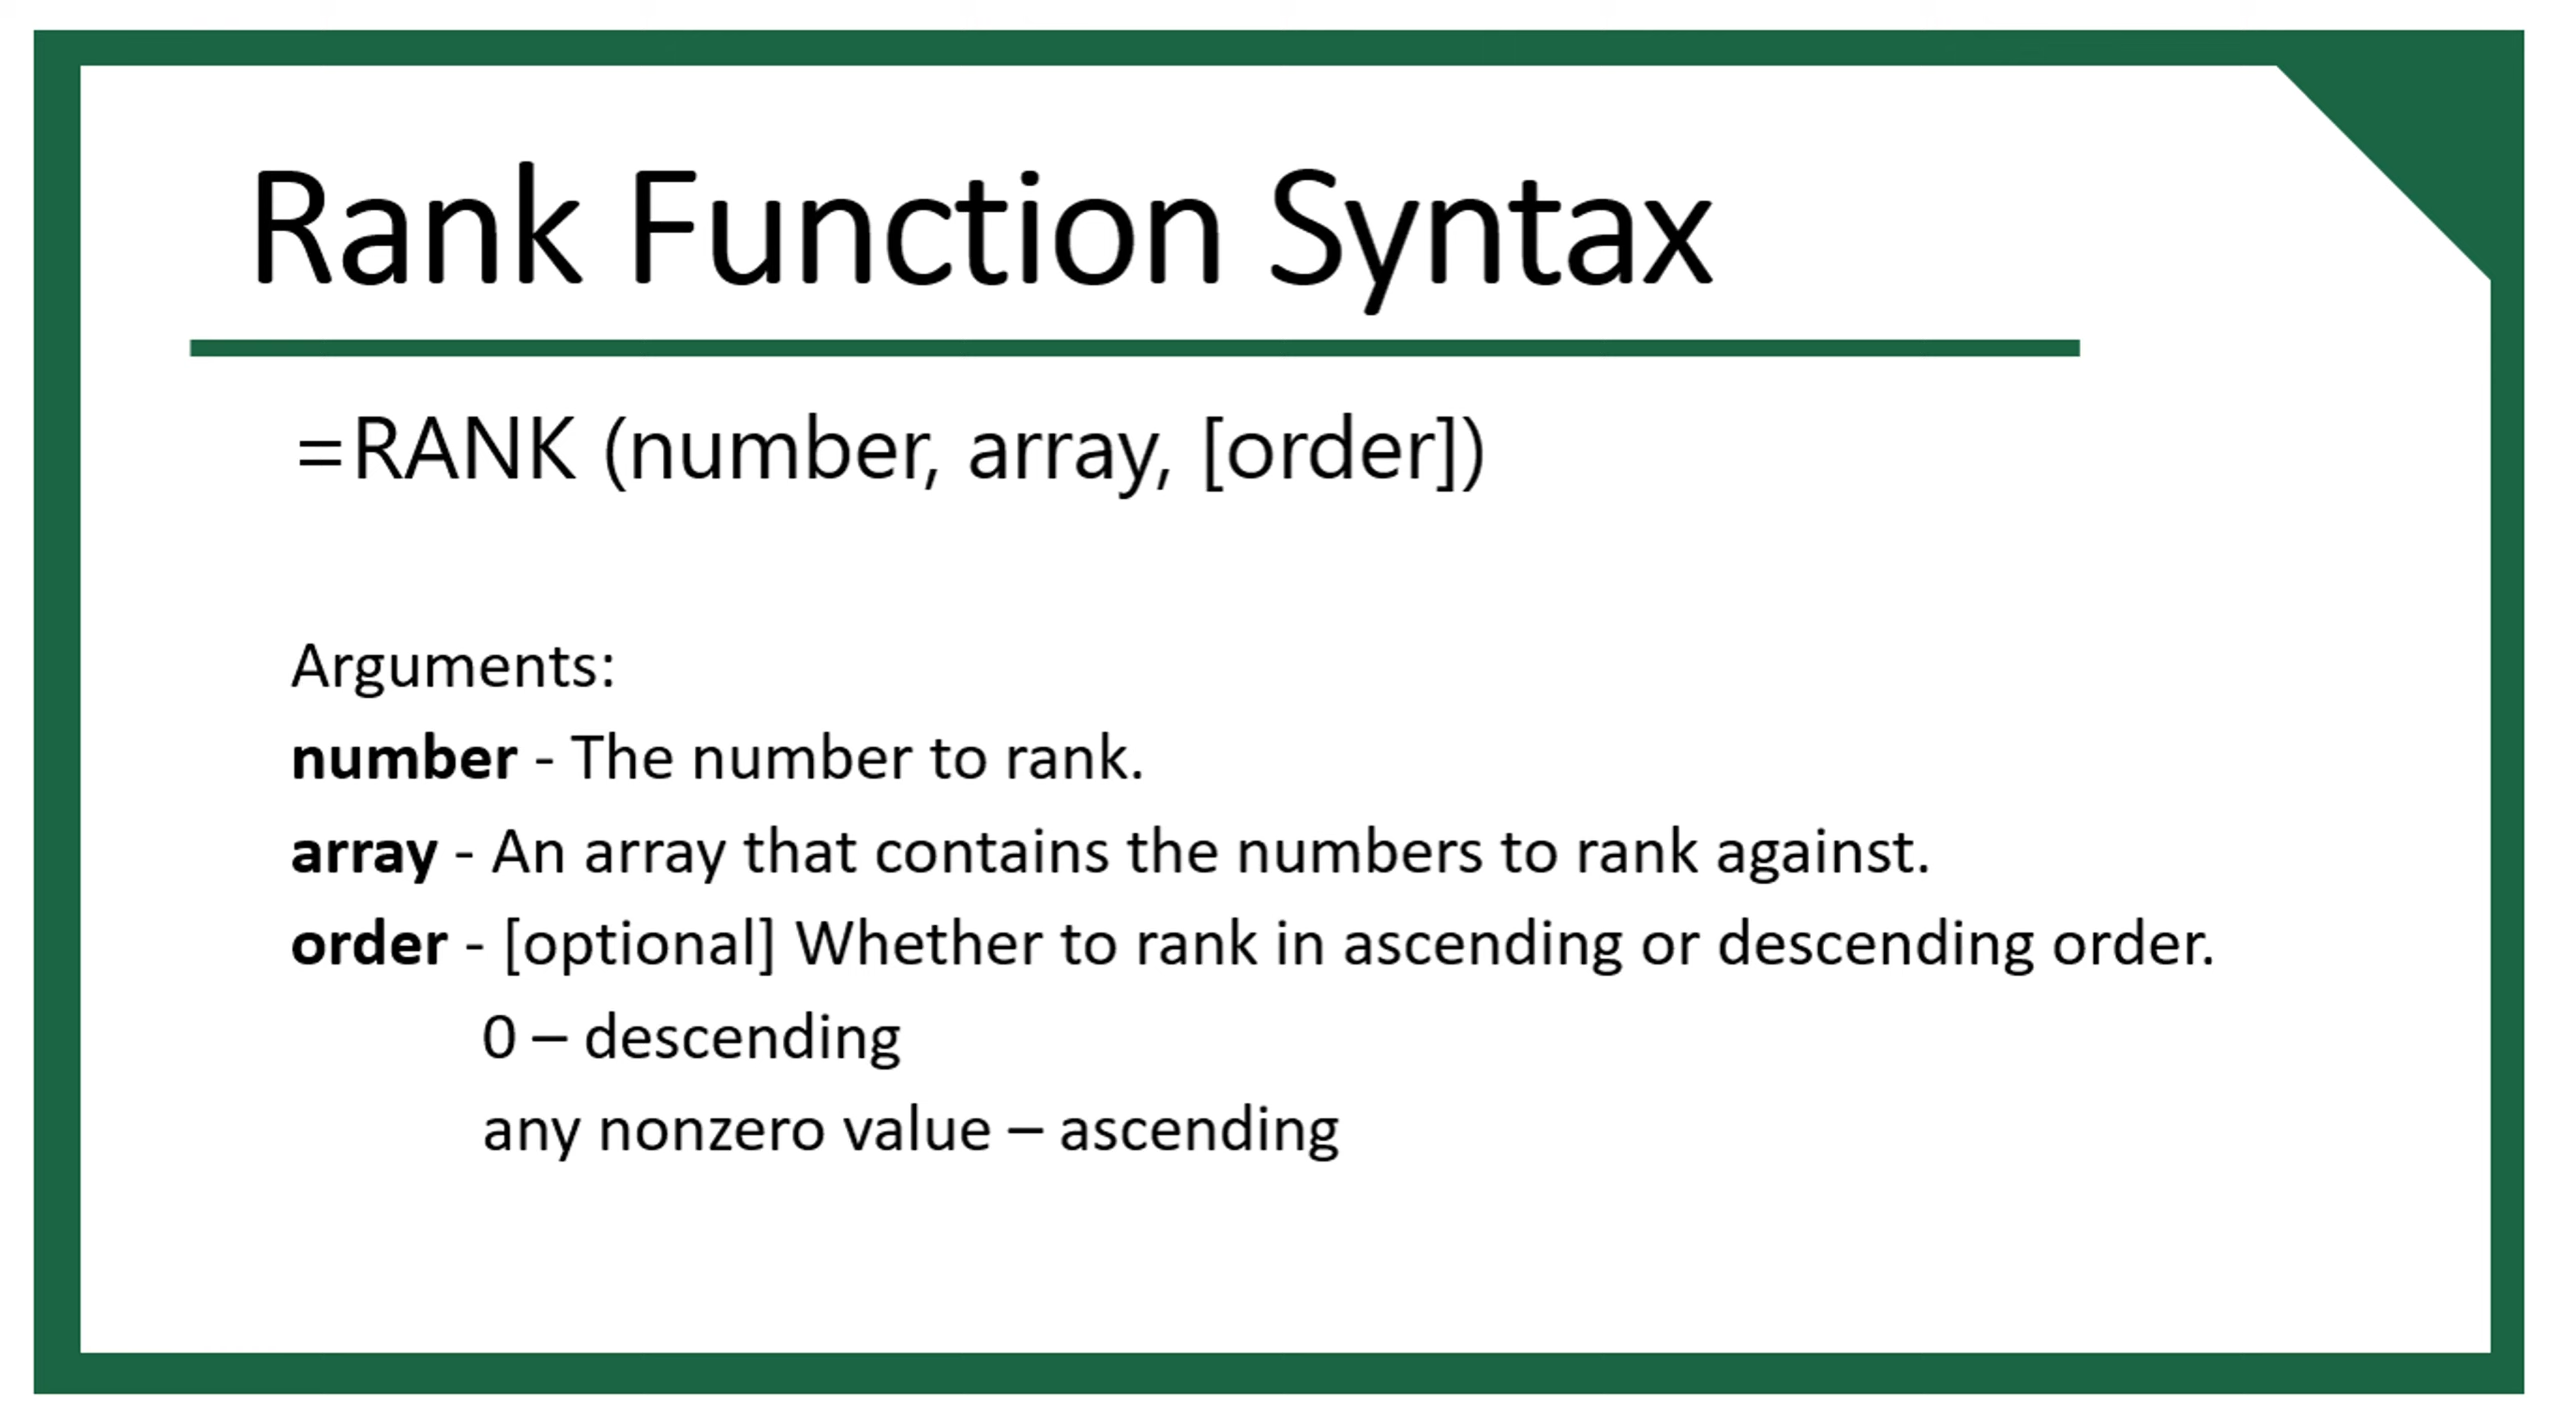 Rank Function Syntax
=RANK (number, array, [order])
Arguments:
number - The number to rank.
array - An array that contains the numbers to rank against.
order - [optional] Whether to rank in ascending or descending order.
0 – descending
any nonzero value – ascending